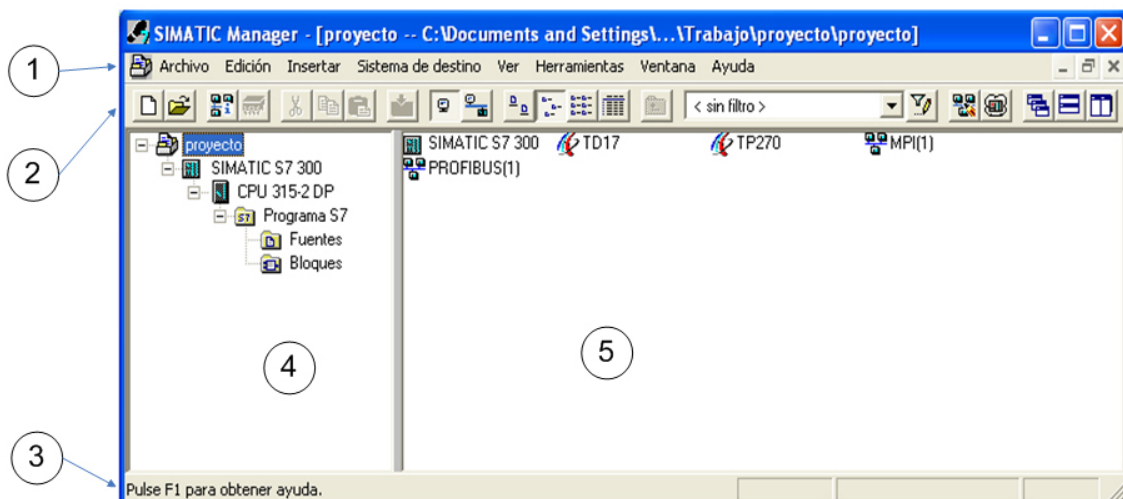 SIMATIC Manager - [proyecto -- C:\Documents and Settings\...\Trabajo\proyecto\proyecto]
1
Archivo Edición Insertar Sistema de destino Ver Herramientas Ventana Ayuda
2
< sin filtro >
proyecto
SIMATIC S7 300
CPU 315-2 DP
Programa S7
Fuentes
Bloques
4
SIMATIC S7 300 TD17 TP270 MPI(1)
PROFIBUS(1)
5
3
Pulse F1 para obtener ayuda.